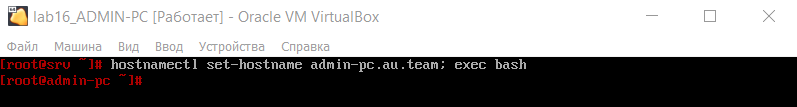 lab16_ADMIN-PC [Работает] - Oracle VM VirtualBox
Файл Машина Вид Ввод Устройства Справка
[root@srv ~]# hostnamectl set-hostname admin-pc.au.team; exec bash
[root@admin-pc ~]#